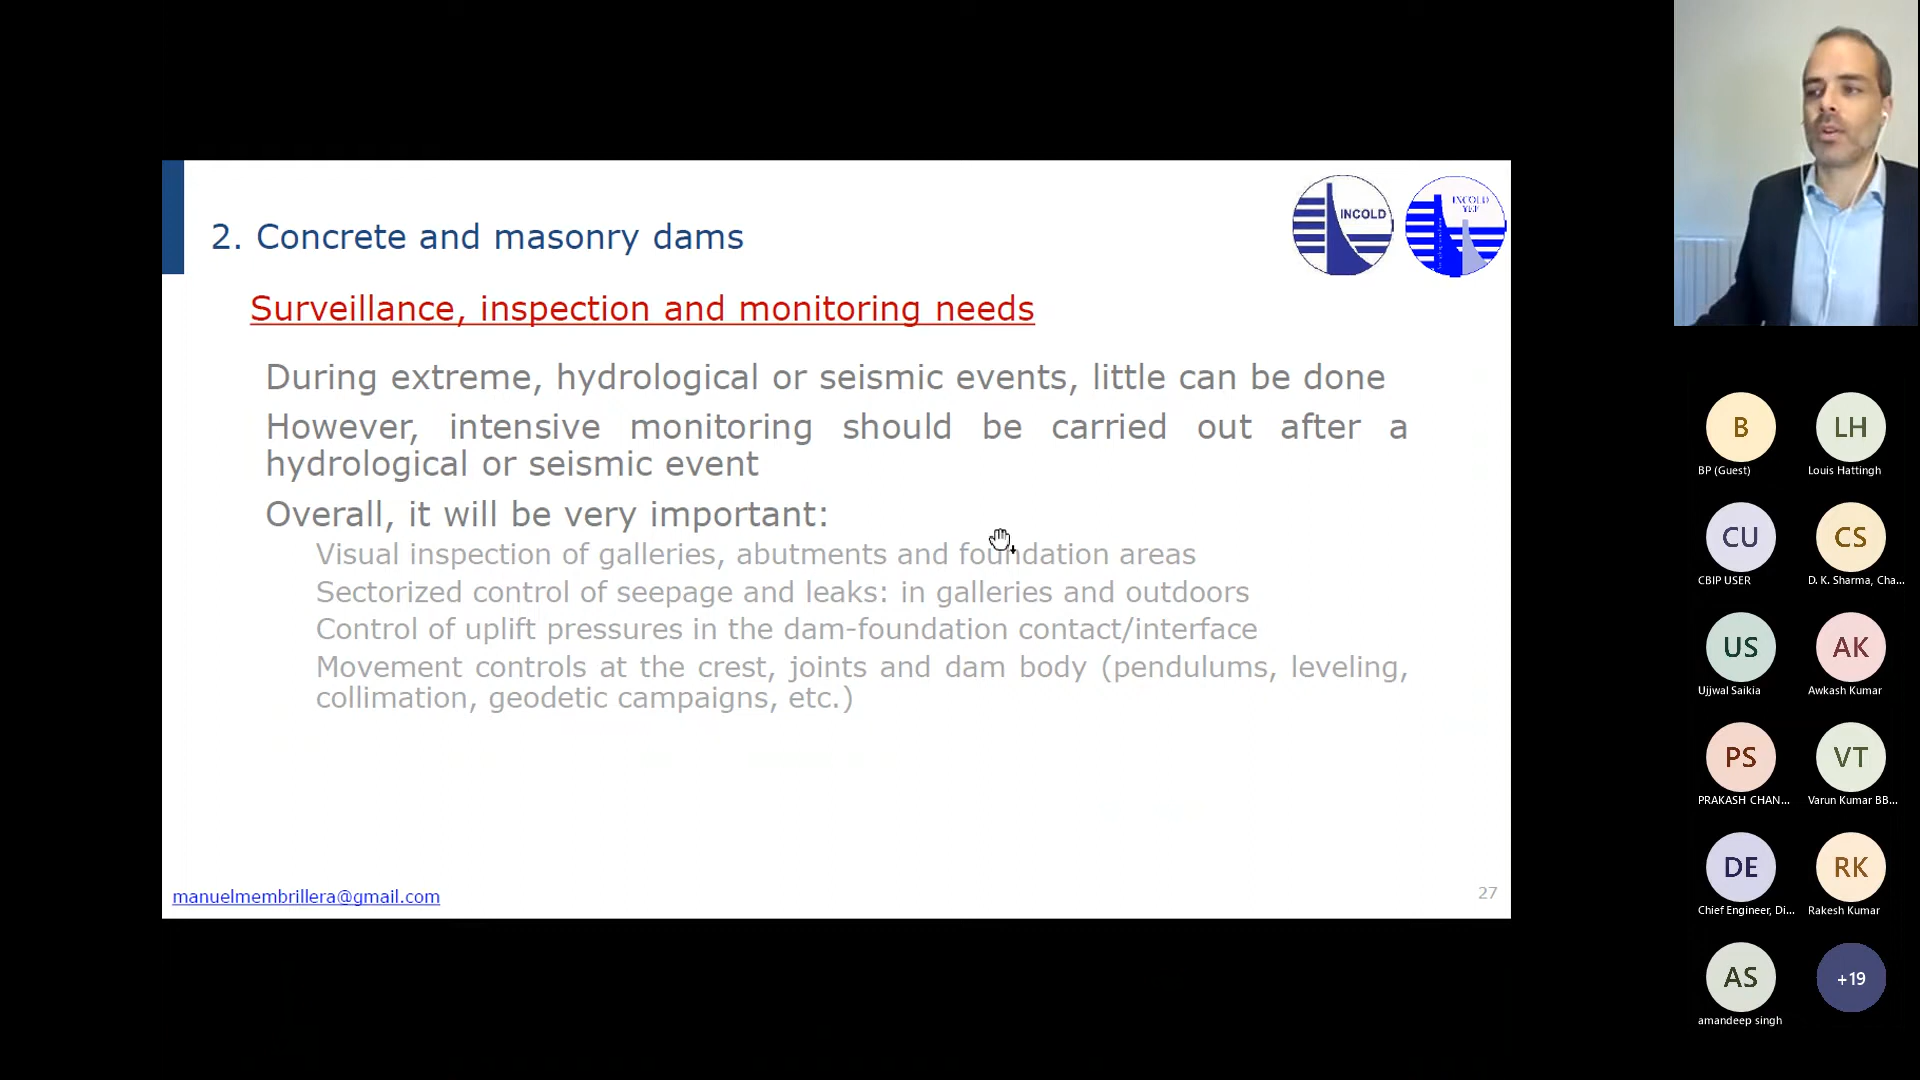 2. Concrete and masonry dams
INCOLD
INCOLD
YEF
Surveillance, inspection and monitoring needs
During extreme, hydrological or seismic events, little can be done
However, intensive monitoring should be carried out after a
hydrological or seismic event
Overall, it will be very important:
Visual inspection of galleries, abutments and foundation areas
Sectorized control of seepage and leaks: in galleries and outdoors
Control of uplift pressures in the dam-foundation contact/interface
Movement controls at the crest, joints and dam body (pendulums, leveling,
collimation, geodetic campaigns, etc.)
manuelmembrillera@gmail.com
27
B
LH
BP (Guest)
Louis Hattingh
CU
CS
CBIP USER
D. K. Sharma, Cha...
US
AK
Ujjwal Saikia
Awkash Kumar
PS
VT
PRAKASH CHAN...
Varun Kumar BB...
DE
RK
Chief Engineer, Di...
Rakesh Kumar
AS
+19
amandeep singh